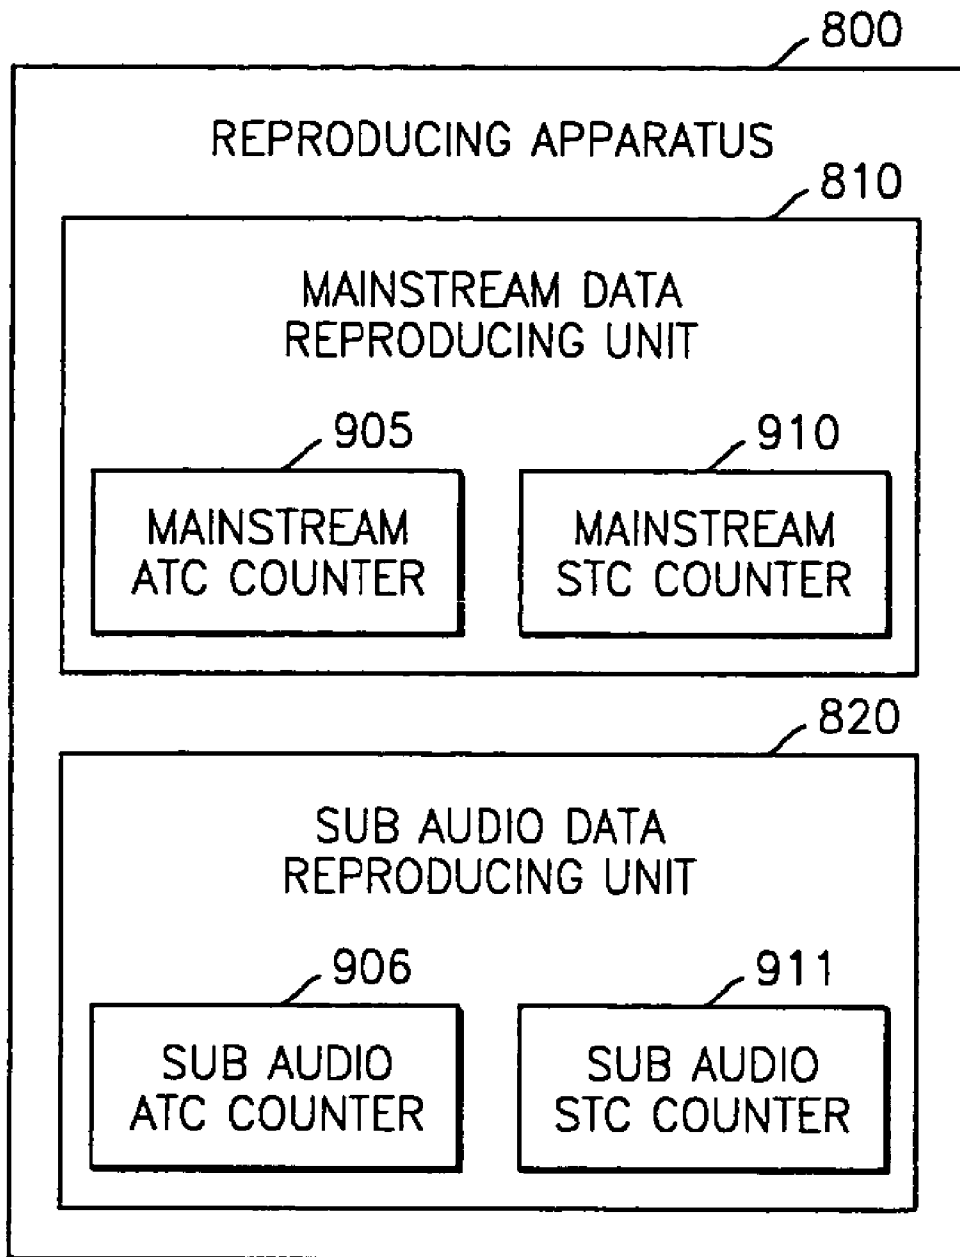 800
REPRODUCING APPARATUS
810
MAINSTREAM DATA
REPRODUCING UNIT
905
MAINSTREAM
ATC COUNTER
910
MAINSTREAM
STC COUNTER
820
SUB AUDIO DATA
REPRODUCING UNIT
906
SUB AUDIO
ATC COUNTER
911
SUB AUDIO
STC COUNTER